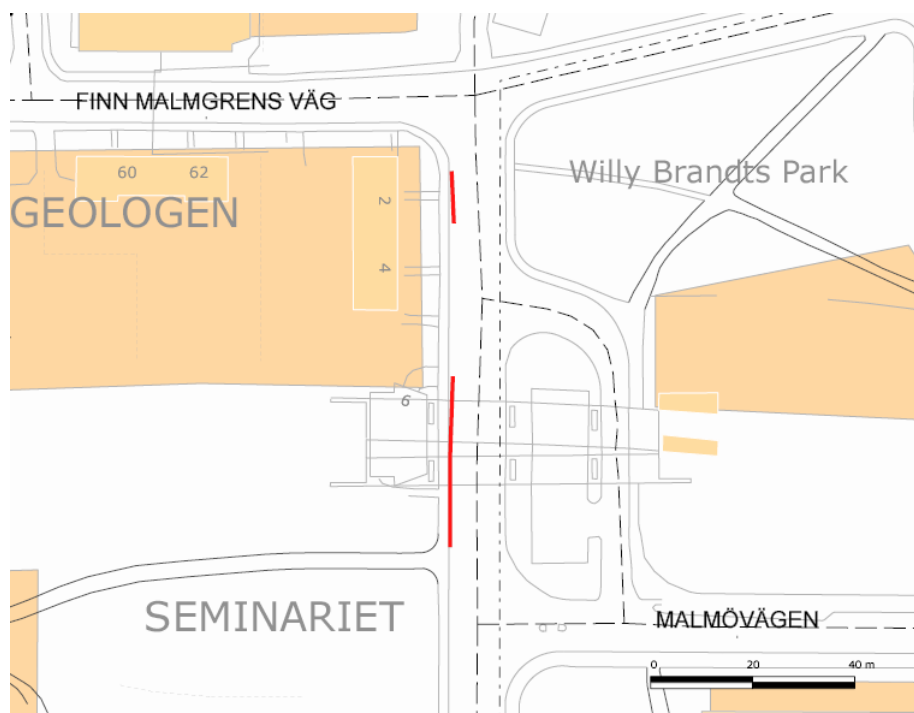 FINN MALMGRENS VÄG
Willy Brandts Park
60 62
2
GEOLOGEN
4
6
SEMINARIET
MALMÖVÄGEN
0 20 40 m